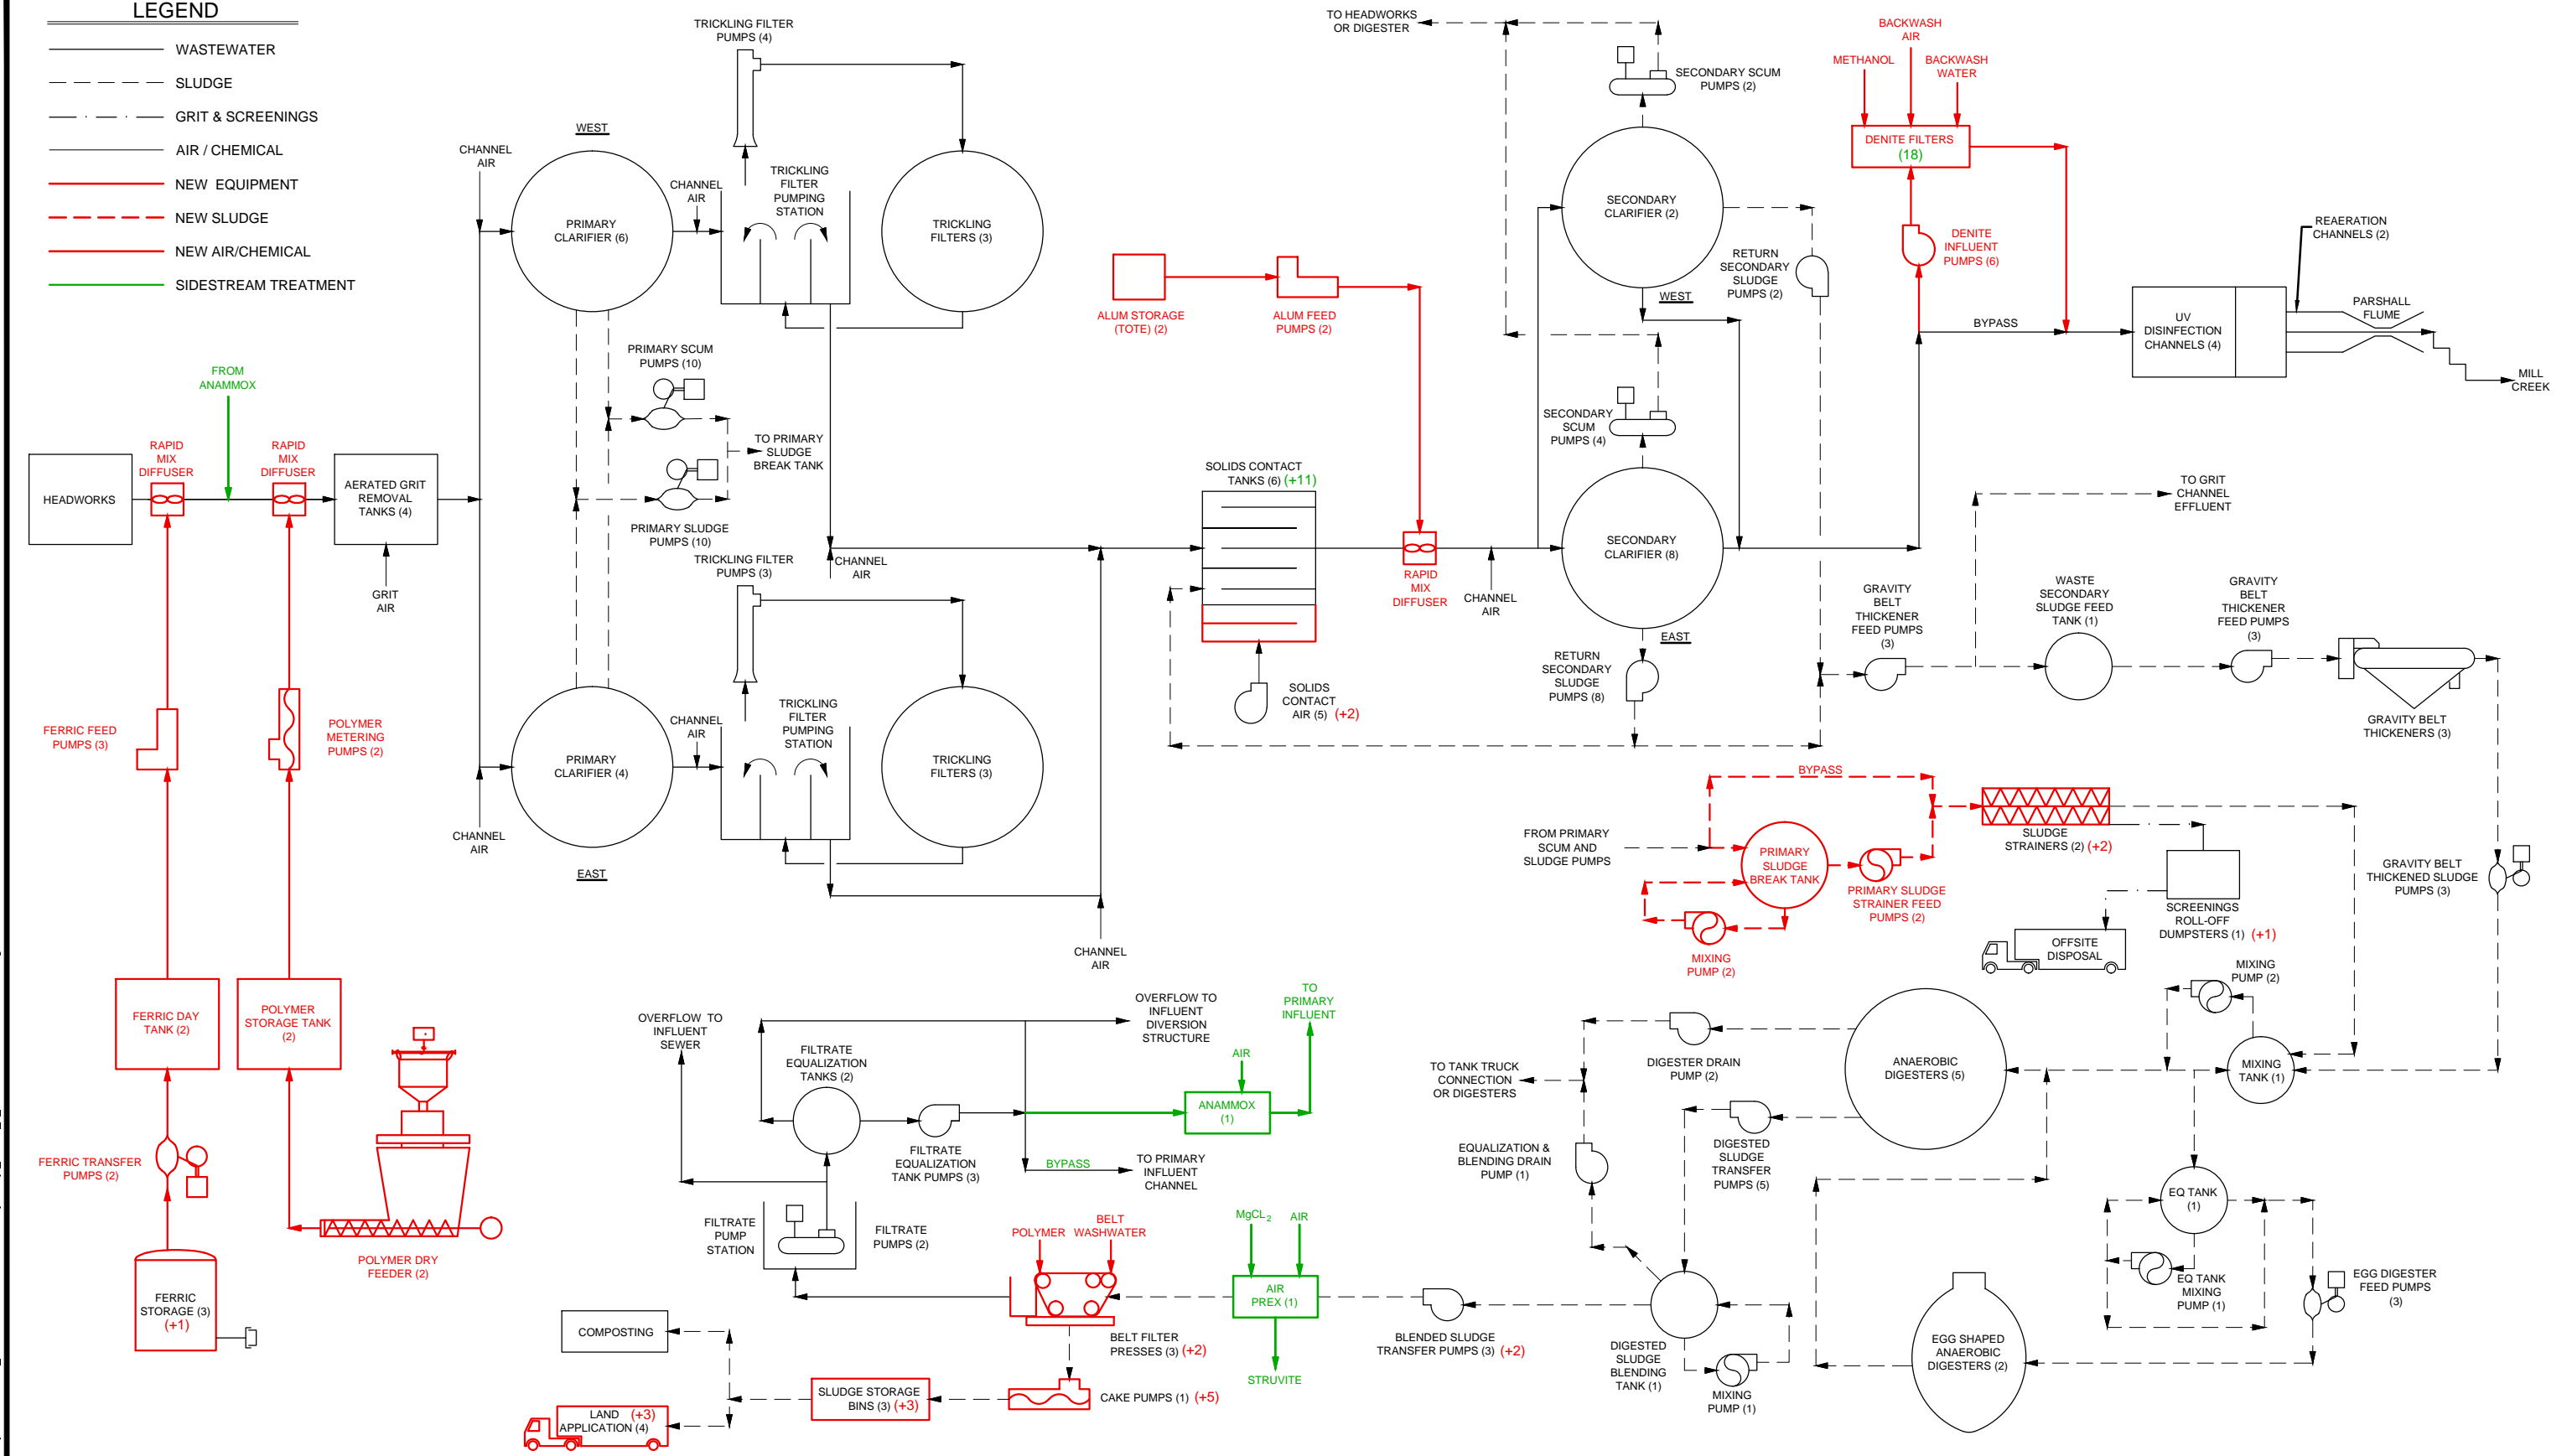 LEGEND
WASTEWATER
SLUDGE
GRIT & SCREENINGS
AIR / CHEMICAL
NEW EQUIPMENT
NEW SLUDGE
NEW AIR/CHEMICAL
SIDESTREAM TREATMENT
FROM
ANAMMOX
RAPID
MIX
DIFFUSER
RAPID
MIX
DIFFUSER
HEADWORKS
AERATED GRIT
REMOVAL
TANKS (4)
GRIT
AIR
FERRIC FEED
PUMPS (3)
POLYMER
METERING
PUMPS (2)
FERRIC DAY
TANK (2)
POLYMER
STORAGE TANK
(2)
FERRIC TRANSFER
PUMPS (2)
FERRIC
STORAGE (3)
(+1)
POLYMER DRY
FEEDER (2)
CHANNEL
AIR
WEST
PRIMARY
CLARIFIER (6)
CHANNEL
AIR
TRICKLING FILTER
PUMPS (4)
TRICKLING
FILTER
PUMPING
STATION
TRICKLING
FILTERS (3)
PRIMARY SCUM
PUMPS (10)
TO PRIMARY
SLUDGE
BREAK TANK
PRIMARY SLUDGE
PUMPS (10)
TRICKLING FILTER
PUMPS (3)
CHANNEL
AIR
CHANNEL
AIR
TRICKLING
FILTER
PUMPING
STATION
PRIMARY
CLARIFIER (4)
TRICKLING
FILTERS (3)
CHANNEL
AIR
EAST
CHANNEL
AIR
ALUM STORAGE
(TOTE) (2)
ALUM FEED
PUMPS (2)
SOLIDS CONTACT
TANKS (6) (+11)
SOLIDS
CONTACT
AIR (5) (+2)
RAPID
MIX
DIFFUSER
CHANNEL
AIR
TO HEADWORKS
OR DIGESTER
SECONDARY SCUM
PUMPS (2)
SECONDARY
CLARIFIER (2)
WEST
RETURN
SECONDARY
SLUDGE
PUMPS (2)
SECONDARY
SCUM
PUMPS (4)
SECONDARY
CLARIFIER (8)
EAST
RETURN
SECONDARY
SLUDGE
PUMPS (8)
BACKWASH
AIR
METHANOL
BACKWASH
WATER
DENITE FILTERS
(18)
DENITE
INFLUENT
PUMPS (6)
BYPASS
UV
DISINFECTION
CHANNELS (4)
REAERATION
CHANNELS (2)
PARSHALL
FLUME
MILL
CREEK
TO GRIT
CHANNEL
EFFLUENT
GRAVITY
BELT
THICKENER
FEED PUMPS
(3)
WASTE
SECONDARY
SLUDGE FEED
TANK (1)
GRAVITY
BELT
THICKENER
FEED PUMPS
(3)
GRAVITY BELT
THICKENERS (3)
BYPASS
FROM PRIMARY
SCUM AND
SLUDGE PUMPS
PRIMARY
SLUDGE
BREAK TANK
PRIMARY SLUDGE
STRAINER FEED
PUMPS (2)
MIXING
PUMP (2)
SLUDGE
STRAINERS (2) (+2)
SCREENINGS
ROLL-OFF
DUMPSTERS (1) (+1)
OFFSITE
DISPOSAL
GRAVITY BELT
THICKENED SLUDGE
PUMPS (3)
MIXING
PUMP (2)
MIXING
TANK (1)
ANAEROBIC
DIGESTERS (5)
DIGESTER DRAIN
PUMP (2)
TO TANK TRUCK
CONNECTION
OR DIGESTERS
DIGESTED
SLUDGE
TRANSFER
PUMPS (5)
EQUALIZATION &
BLENDING DRAIN
PUMP (1)
EQ TANK
(1)
EQ TANK
MIXING
PUMP (1)
EGG DIGESTER
FEED PUMPS
(3)
EGG SHAPED
ANAEROBIC
DIGESTERS (2)
DIGESTED
SLUDGE
BLENDING
TANK (1)
MIXING
PUMP (1)
BLENDED SLUDGE
TRANSFER PUMPS (3) (+2)
MgCL2
AIR
AIR
PREX (1)
STRUVITE
POLYMER
BELT
WASHWATER
BELT FILTER
PRESSES (3) (+2)
CAKE PUMPS (1) (+5)
SLUDGE STORAGE
BINS (3) (+3)
COMPOSTING
LAND (+3)
APPLICATION (4)
OVERFLOW TO
INFLUENT
SEWER
FILTRATE
EQUALIZATION
TANKS (2)
OVERFLOW TO
INFLUENT
DIVERSION
STRUCTURE
TO
PRIMARY
INFLUENT
AIR
ANAMMOX
(1)
FILTRATE
EQUALIZATION
TANK PUMPS (3)
BYPASS
TO PRIMARY
INFLUENT
CHANNEL
FILTRATE
PUMP
STATION
FILTRATE
PUMPS (2)